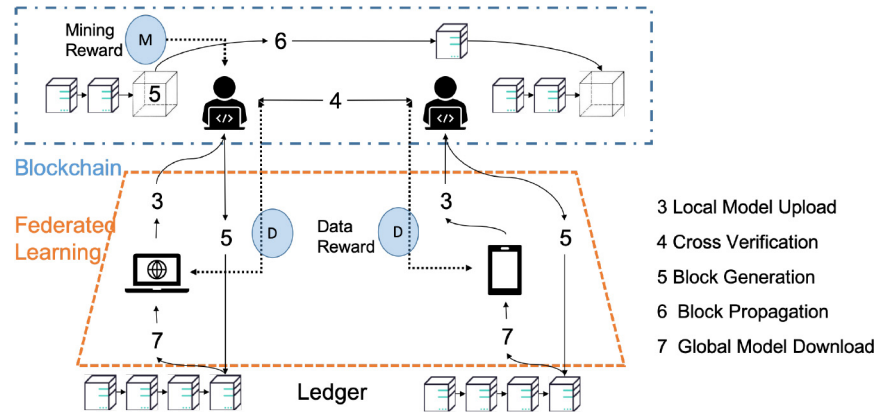 Mining
Reward
M
6
5
4
Blockchain
3
3
Federated
Learning
5
D
Data
Reward
D
5
7
7
Ledger
3 Local Model Upload
4 Cross Verification
5 Block Generation
6 Block Propagation
7 Global Model Download